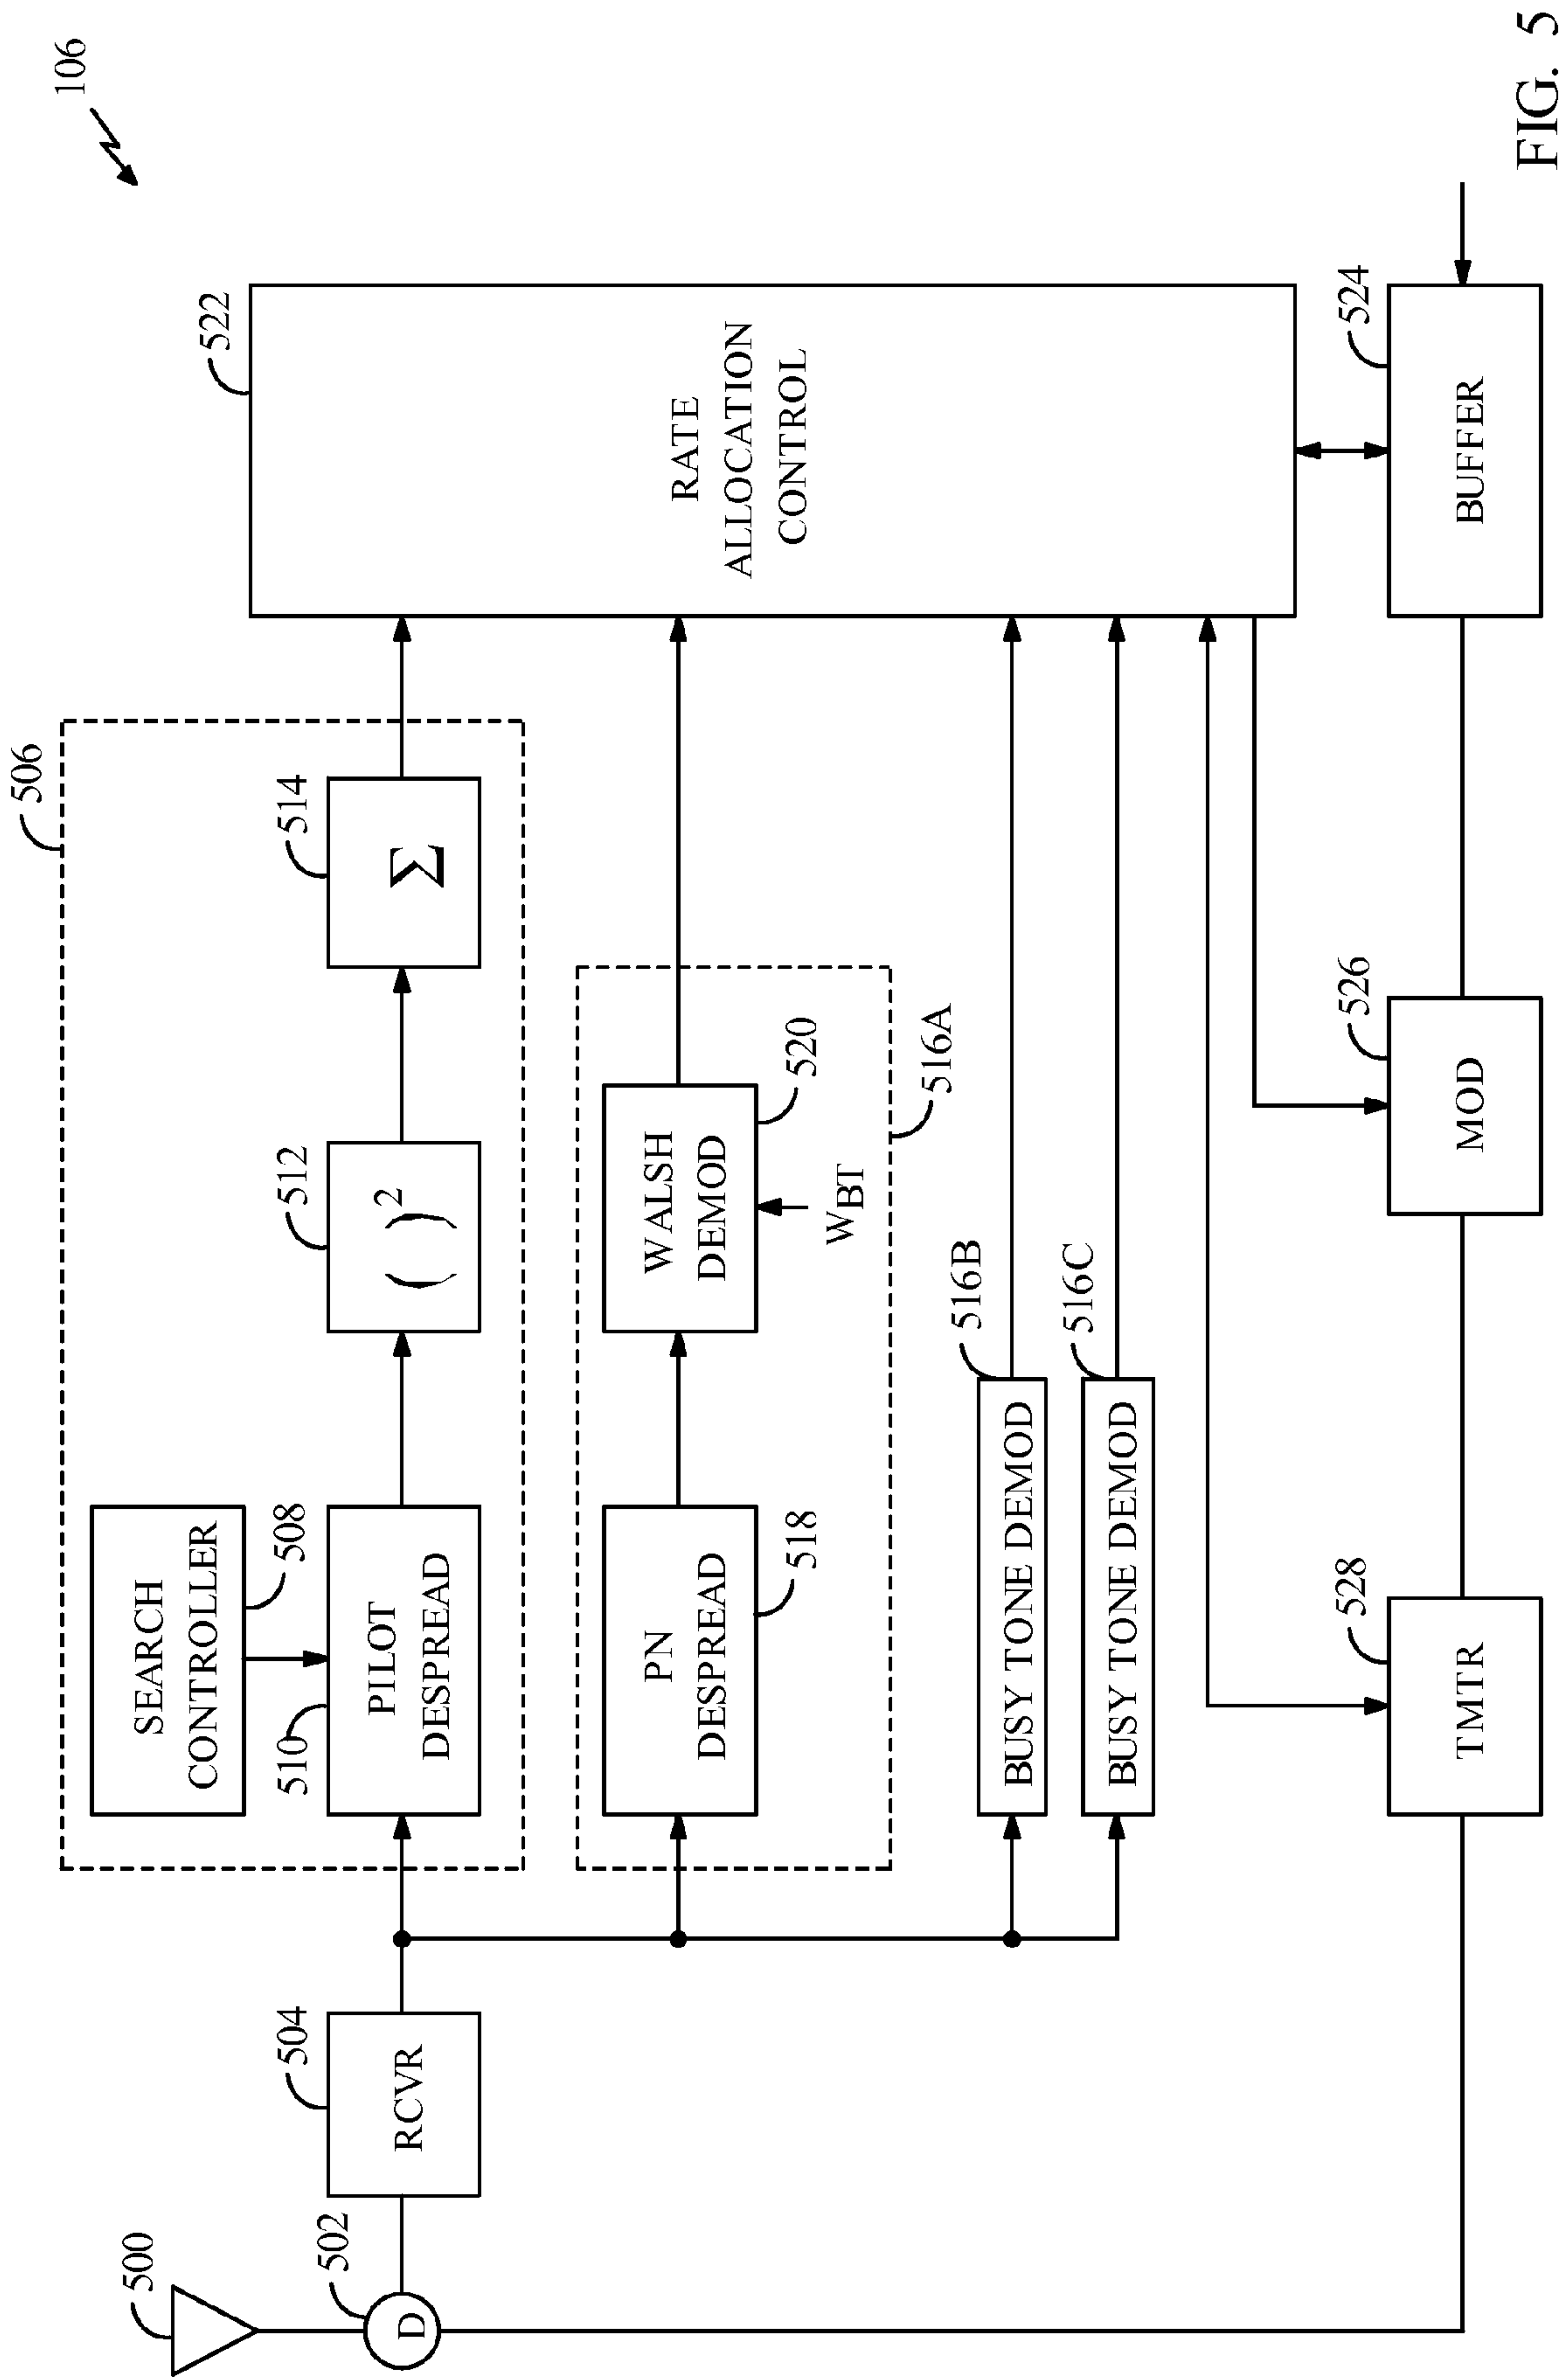 106
506
SEARCH
CONTROLLER
508
510
PILOT
DESPREAD
512
( )²
514
Σ
522
RATE
ALLOCATION
CONTROL
500
502
D
504
RCVR
PN
DESPREAD
518
WALSH
DEMOD
520
WBT
516A
516B
BUSY TONE DEMOD
516C
BUSY TONE DEMOD
528
TMTR
526
MOD
524
BUFFER
FIG. 5